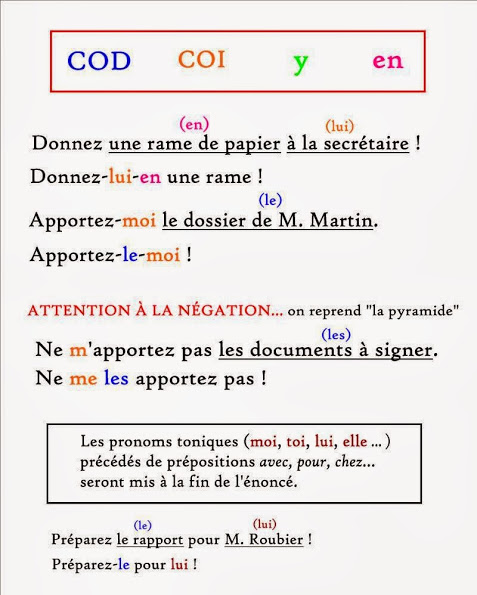 COD COI y en
(en) (lui)
Donnez une rame de papier à la secrétaire !
Donnez-lui-en une rame !
(le)
Apportez-moi le dossier de M. Martin.
Apportez-le-moi !
ATTENTION À LA NÉGATION... on reprend "la pyramide"
(les)
Ne m'apportez pas les documents à signer.
Ne me les apportez pas !
Les pronoms toniques (moi, toi, lui, elle ... )
précédés de prépositions avec, pour, chez...
seront mis à la fin de l'énoncé.
(le) (lui)
Préparez le rapport pour M. Roubier !
Préparez-le pour lui !